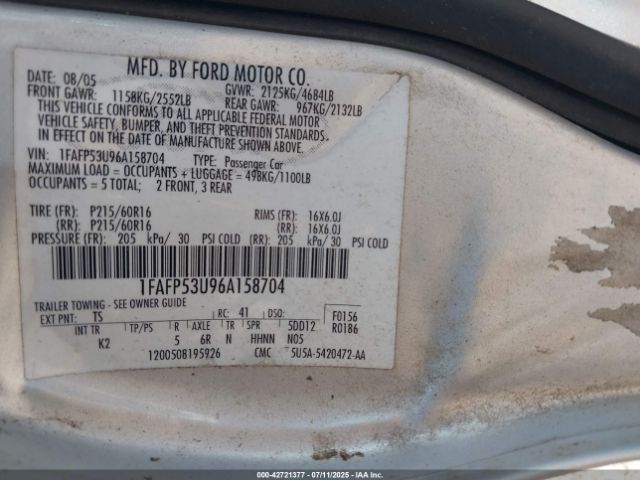 MFD. BY FORD MOTOR CO.
DATE: 08/05 GVWR: 2125KG/4684LB
FRONT GAWR: 1158KG/2552LB REAR GAWR: 967KG/2132LB
THIS VEHICLE CONFORMS TO ALL APPLICABLE FEDERAL MOTOR
VEHICLE SAFETY, BUMPER, AND THEFT PREVENTION STANDARDS
IN EFFECT ON THE DATE OF MANUFACTURE SHOWN ABOVE.
VIN: 1FAFP53U96A158704 TYPE: Passenger Car
MAXIMUM LOAD = OCCUPANTS + LUGGAGE = 498KG/1100LB
OCCUPANTS = 5 TOTAL; 2 FRONT, 3 REAR
TIRE (FR): P215/60R16 RIMS (FR): 16X6.0J
(RR): P215/60R16 (RR): 16X6.0J
PRESSURE (FR): 205 kPa/ 30 PSI COLD (RR): 205 kPa/ 30 PSI COLD
1FAFP53U96A158704
TRAILER TOWING - SEE OWNER GUIDE
EXT PNT: TS RC: 41 DSO: F0156
INT TR TP/PS R AXLE TR SPR 5DD12 R0186
K2 5 6R N HHNN N05
1200508195926 CMC 5U5A-5420472-AA
000-42721377 - 07/11/2025 - IAAI.COM